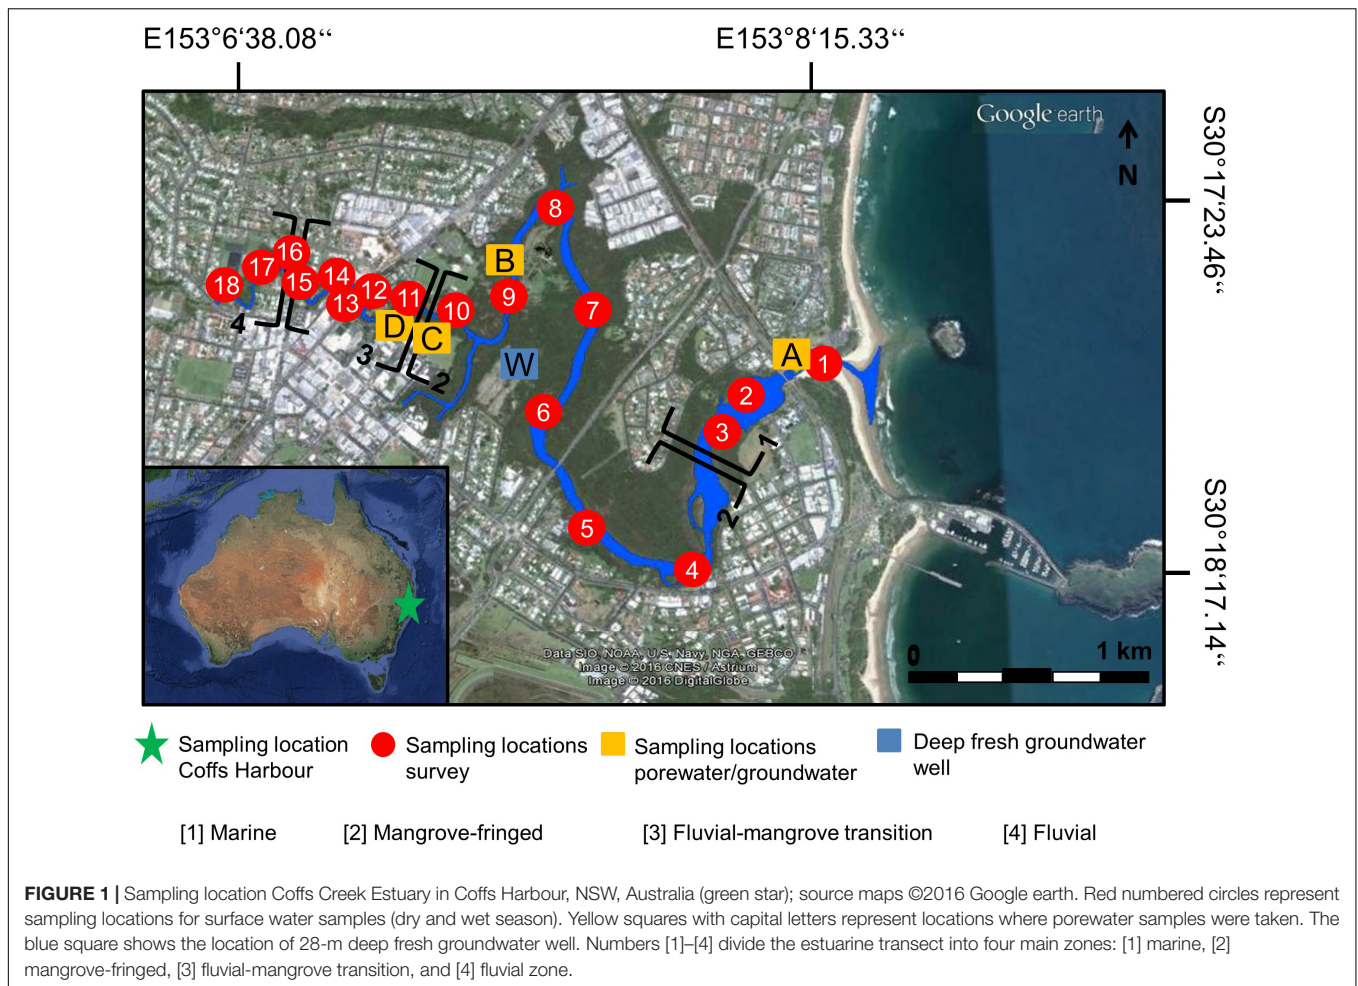 E153°6‘38.08“
E153°8‘15.33“
Google earth
N
S30°17‘23.46“
S30°18‘17.14“
8
16
17
18
15
14
13
12
11
10
B
9
7
D
C
4
3
2
W
A
1
2
3
6
1
2
5
4
Data SIO, NOAA, U.S. Navy, NGA, GEBCO
Image © 2016 CNES / Astrium
Image © 2016 DigitalGlobe
0
1 km
Sampling location
Coffs Harbour
Sampling locations
survey
Sampling locations
porewater/groundwater
Deep fresh groundwater
well
[1] Marine
[2] Mangrove-fringed
[3] Fluvial-mangrove transition
[4] Fluvial
FIGURE 1 | Sampling location Coffs Creek Estuary in Coffs Harbour, NSW, Australia (green star); source maps ©2016 Google earth. Red numbered circles represent
sampling locations for surface water samples (dry and wet season). Yellow squares with capital letters represent locations where porewater samples were taken. The
blue square shows the location of 28-m deep fresh groundwater well. Numbers [1]–[4] divide the estuarine transect into four main zones: [1] marine, [2]
mangrove-fringed, [3] fluvial-mangrove transition, and [4] fluvial zone.